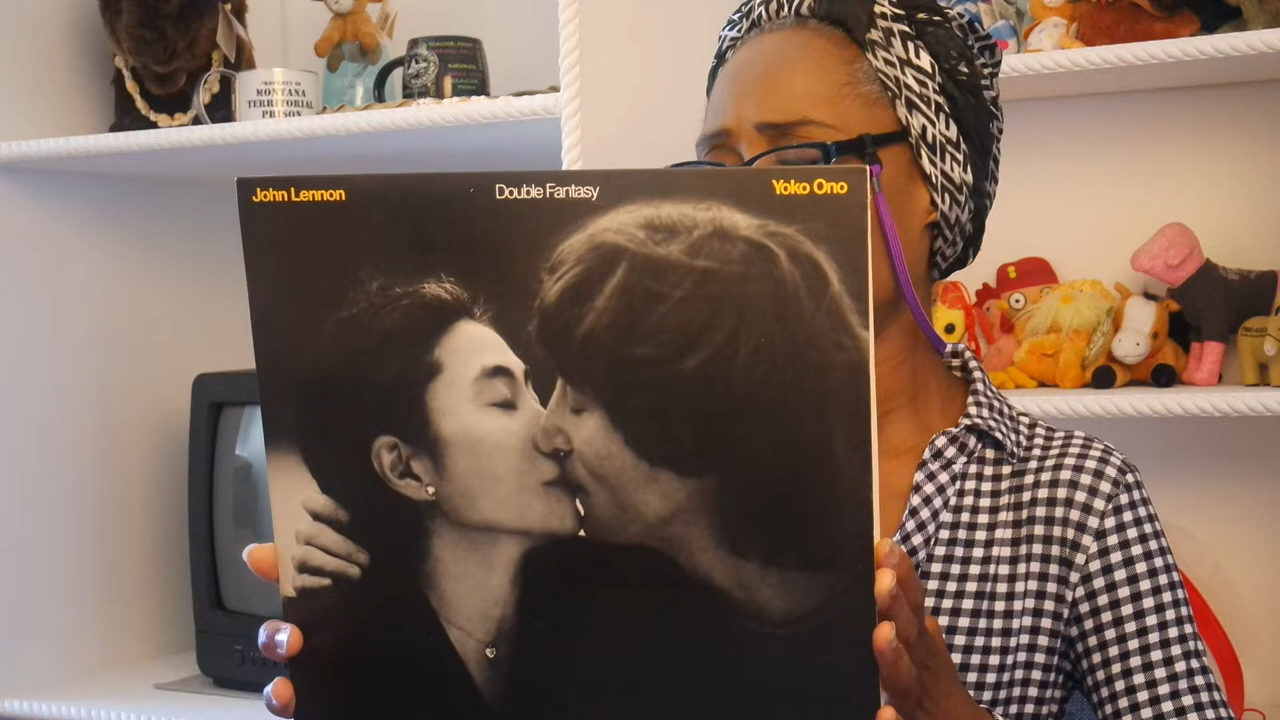 John Lennon
Double Fantasy
Yoko Ono
PROPERTY OF
MONTANA
TERRITORIAL
PRISON